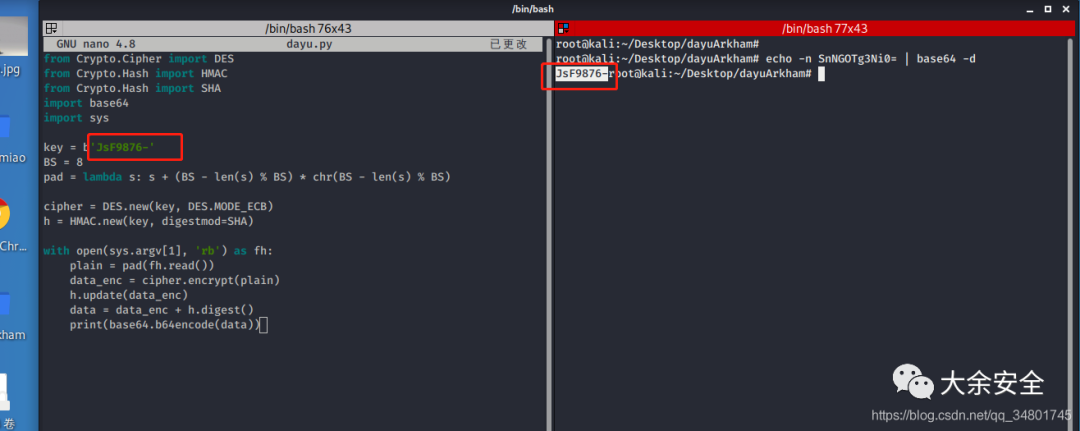 /bin/bash
/bin/bash 76x43
GNU nano 4.8 dayu.py 已更改
from Crypto.Cipher import DES
from Crypto.Hash import HMAC
from Crypto.Hash import SHA
import base64
import sys
key = b'JsF9876-'
BS = 8
pad = lambda s: s + (BS - len(s) % BS) * chr(BS - len(s) % BS)
cipher = DES.new(key, DES.MODE_ECB)
h = HMAC.new(key, digestmod=SHA)
with open(sys.argv[1], 'rb') as fh:
plain = pad(fh.read())
data_enc = cipher.encrypt(plain)
h.update(data_enc)
data = data_enc + h.digest()
print(base64.b64encode(data))
/bin/bash 77x43
root@kali:~/Desktop/dayuArkham#
root@kali:~/Desktop/dayuArkham# echo -n SnNGOTg3Ni0= | base64 -d
JsF9876-root@kali:~/Desktop/dayuArkham#
.jpg
miao
Chr...
kham
卷
大余安全
https://blog.csdn.net/qq_34801745